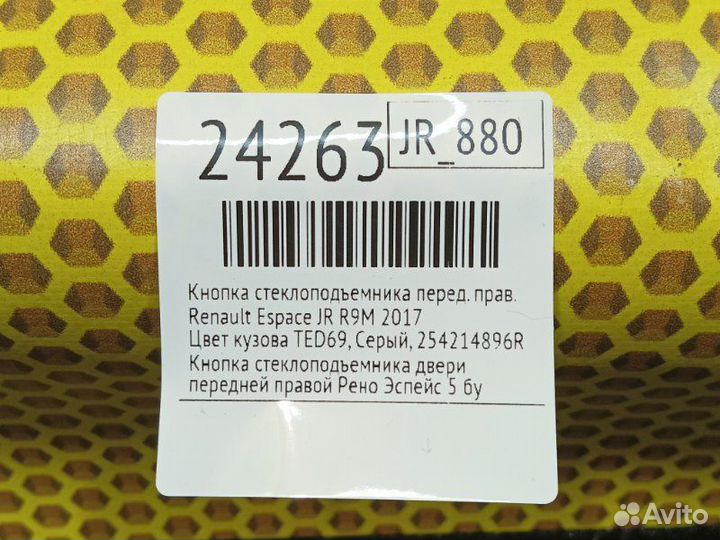 24263
JR_880
Кнопка стеклоподъемника перед. прав.
Renault Espace JR R9M 2017
Цвет кузова TED69, Серый, 254214896R
Кнопка стеклоподъемника двери
передней правой Рено Эспейс 5 бу
Avito